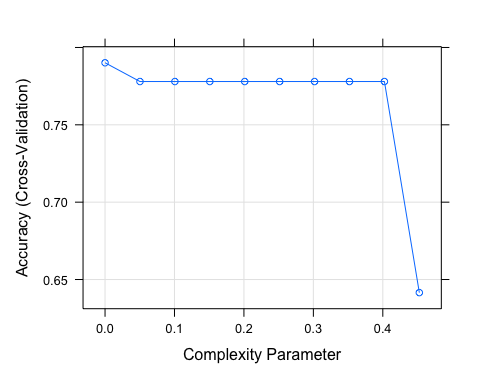 Accuracy (Cross-Validation)
0.75
0.70
0.65
0.0 0.1 0.2 0.3 0.4
Complexity Parameter